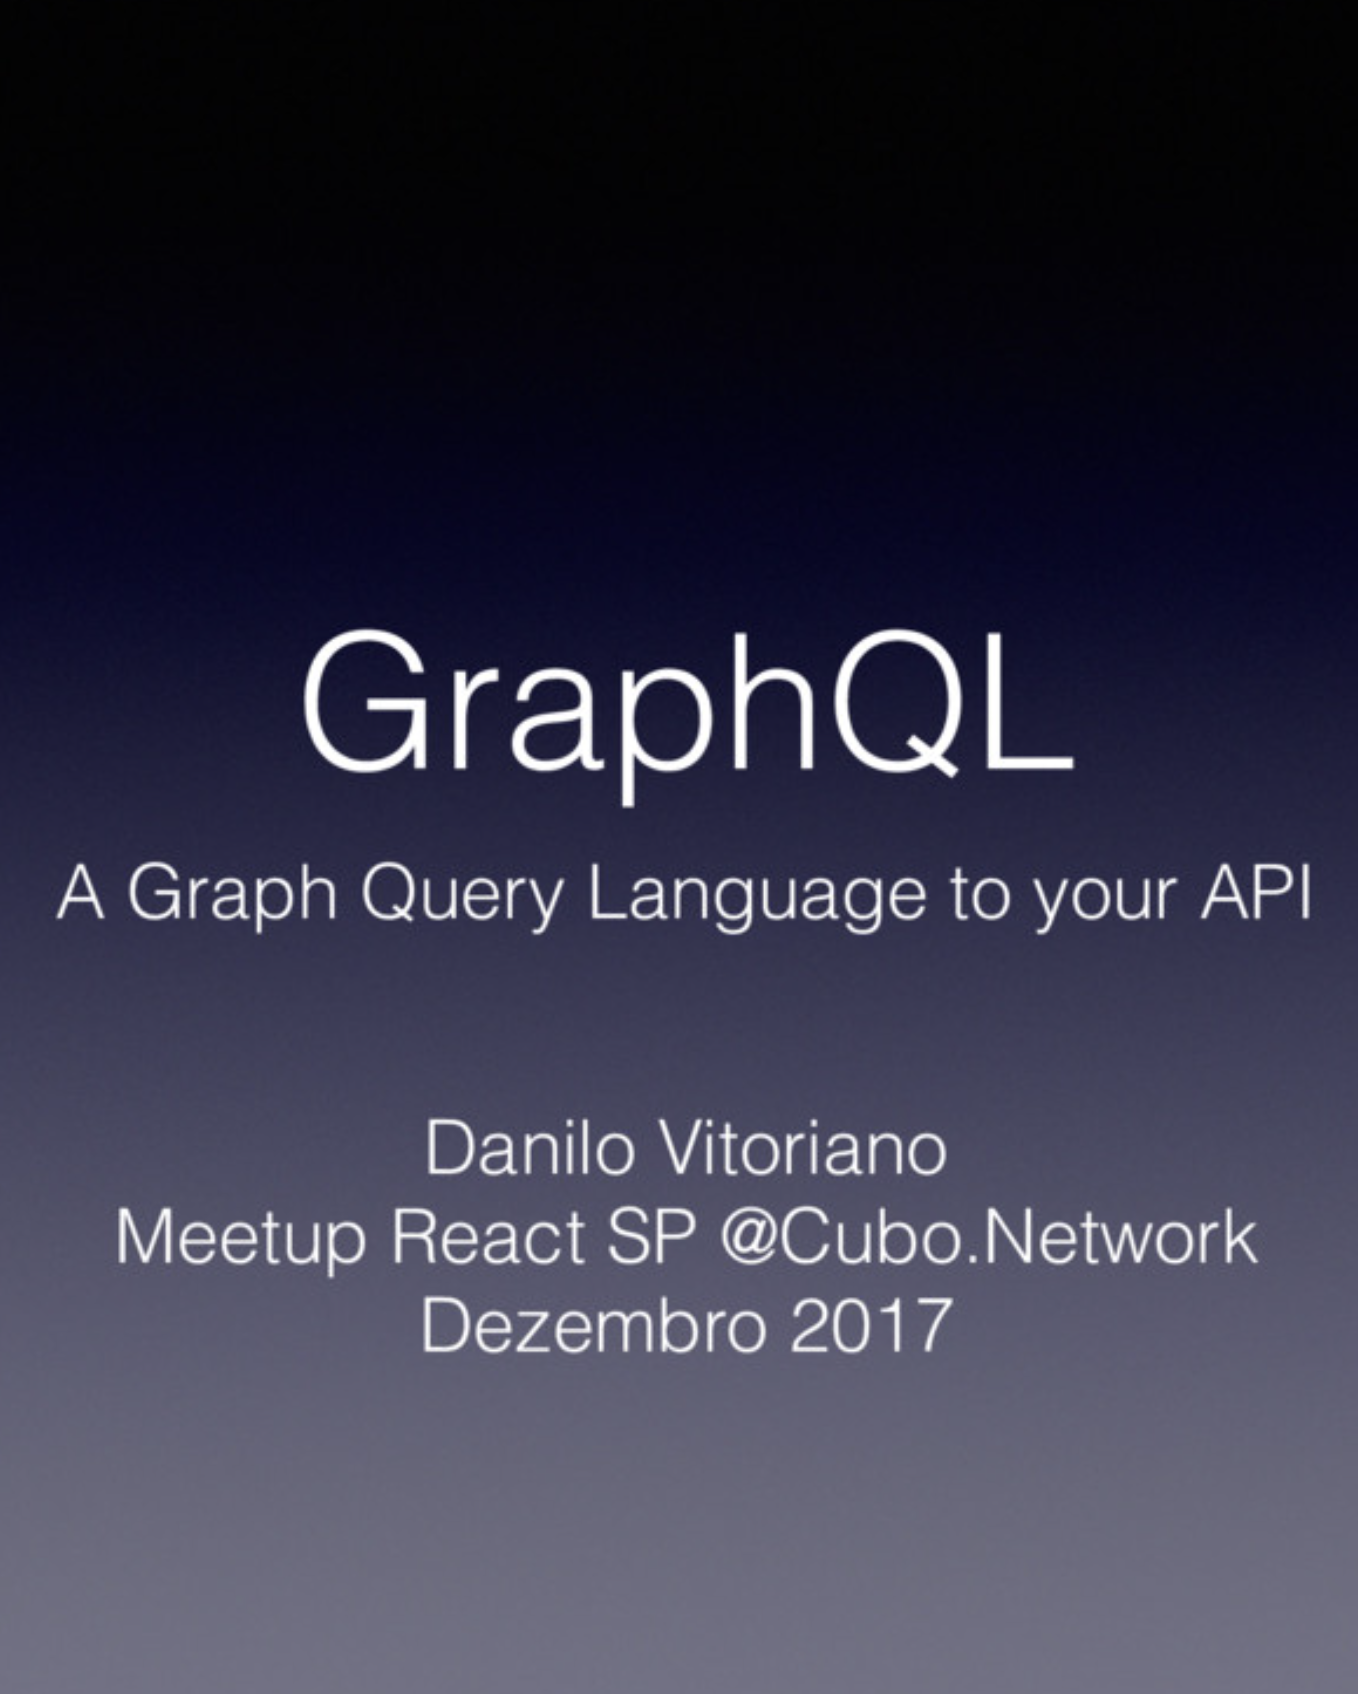 GraphQL
A Graph Query Language to your API
Danilo Vitoriano
Meetup React SP @Cubo.Network
Dezembro 2017